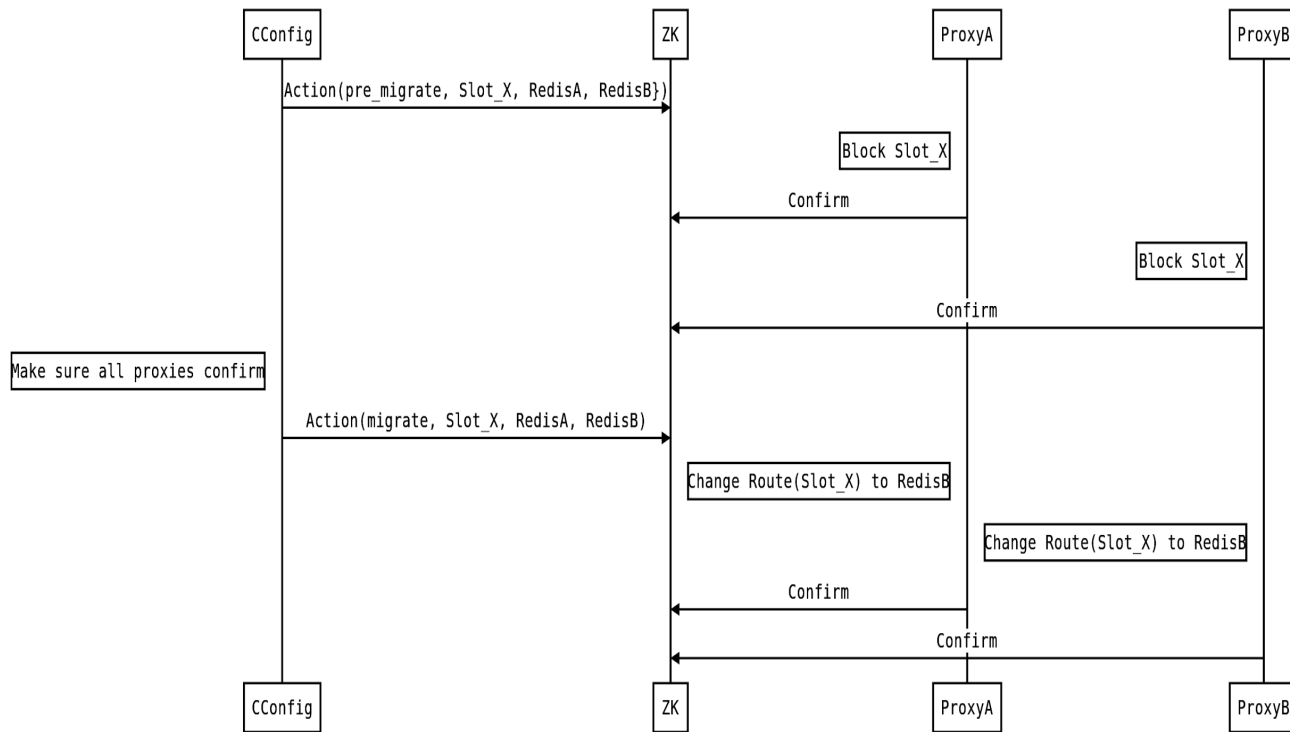 CConfig
ZK
ProxyA
ProxyB
Action(pre_migrate, Slot_X, RedisA, RedisB})
Block Slot_X
Confirm
Block Slot_X
Confirm
Make sure all proxies confirm
Action(migrate, Slot_X, RedisA, RedisB)
Change Route(Slot_X) to RedisB
Change Route(Slot_X) to RedisB
Confirm
Confirm
CConfig
ZK
ProxyA
ProxyB